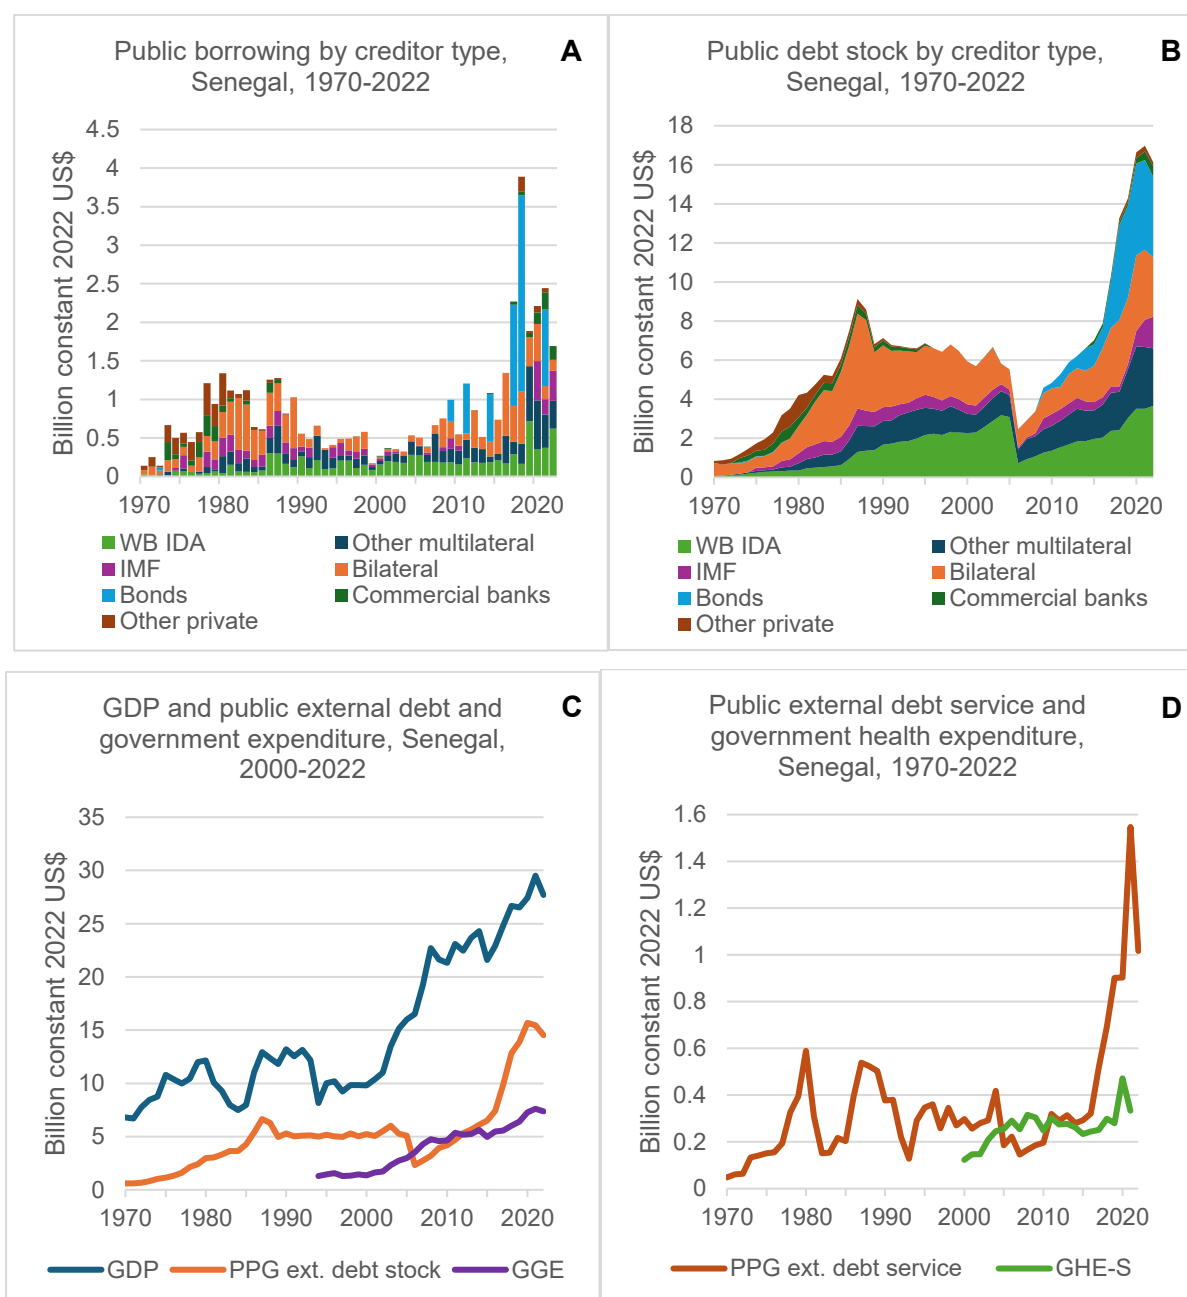 Public borrowing by creditor type,
Senegal, 1970-2022
A
Billion constant 2022 US$
4.5
4
3.5
3
2.5
2
1.5
1
0.5
0
1970 1980 1990 2000 2010 2020
WB IDA Other multilateral
IMF Bilateral
Bonds Commercial banks
Other private
Public debt stock by creditor type,
Senegal, 1970-2022
B
Billion constant 2022 US$
18
16
14
12
10
8
6
4
2
0
1970 1980 1990 2000 2010 2020
WB IDA Other multilateral
IMF Bilateral
Bonds Commercial banks
Other private
GDP and public external debt and
government expenditure, Senegal,
2000-2022
C
Billion constant 2022 US$
35
30
25
20
15
10
5
0
1970 1980 1990 2000 2010 2020
GDP PPG ext. debt stock GGE
Public external debt service and
government health expenditure,
Senegal, 1970-2022
D
Billion constant 2022 US$
1.6
1.4
1.2
1
0.8
0.6
0.4
0.2
0
1970 1980 1990 2000 2010 2020
PPG ext. debt service GHE-S